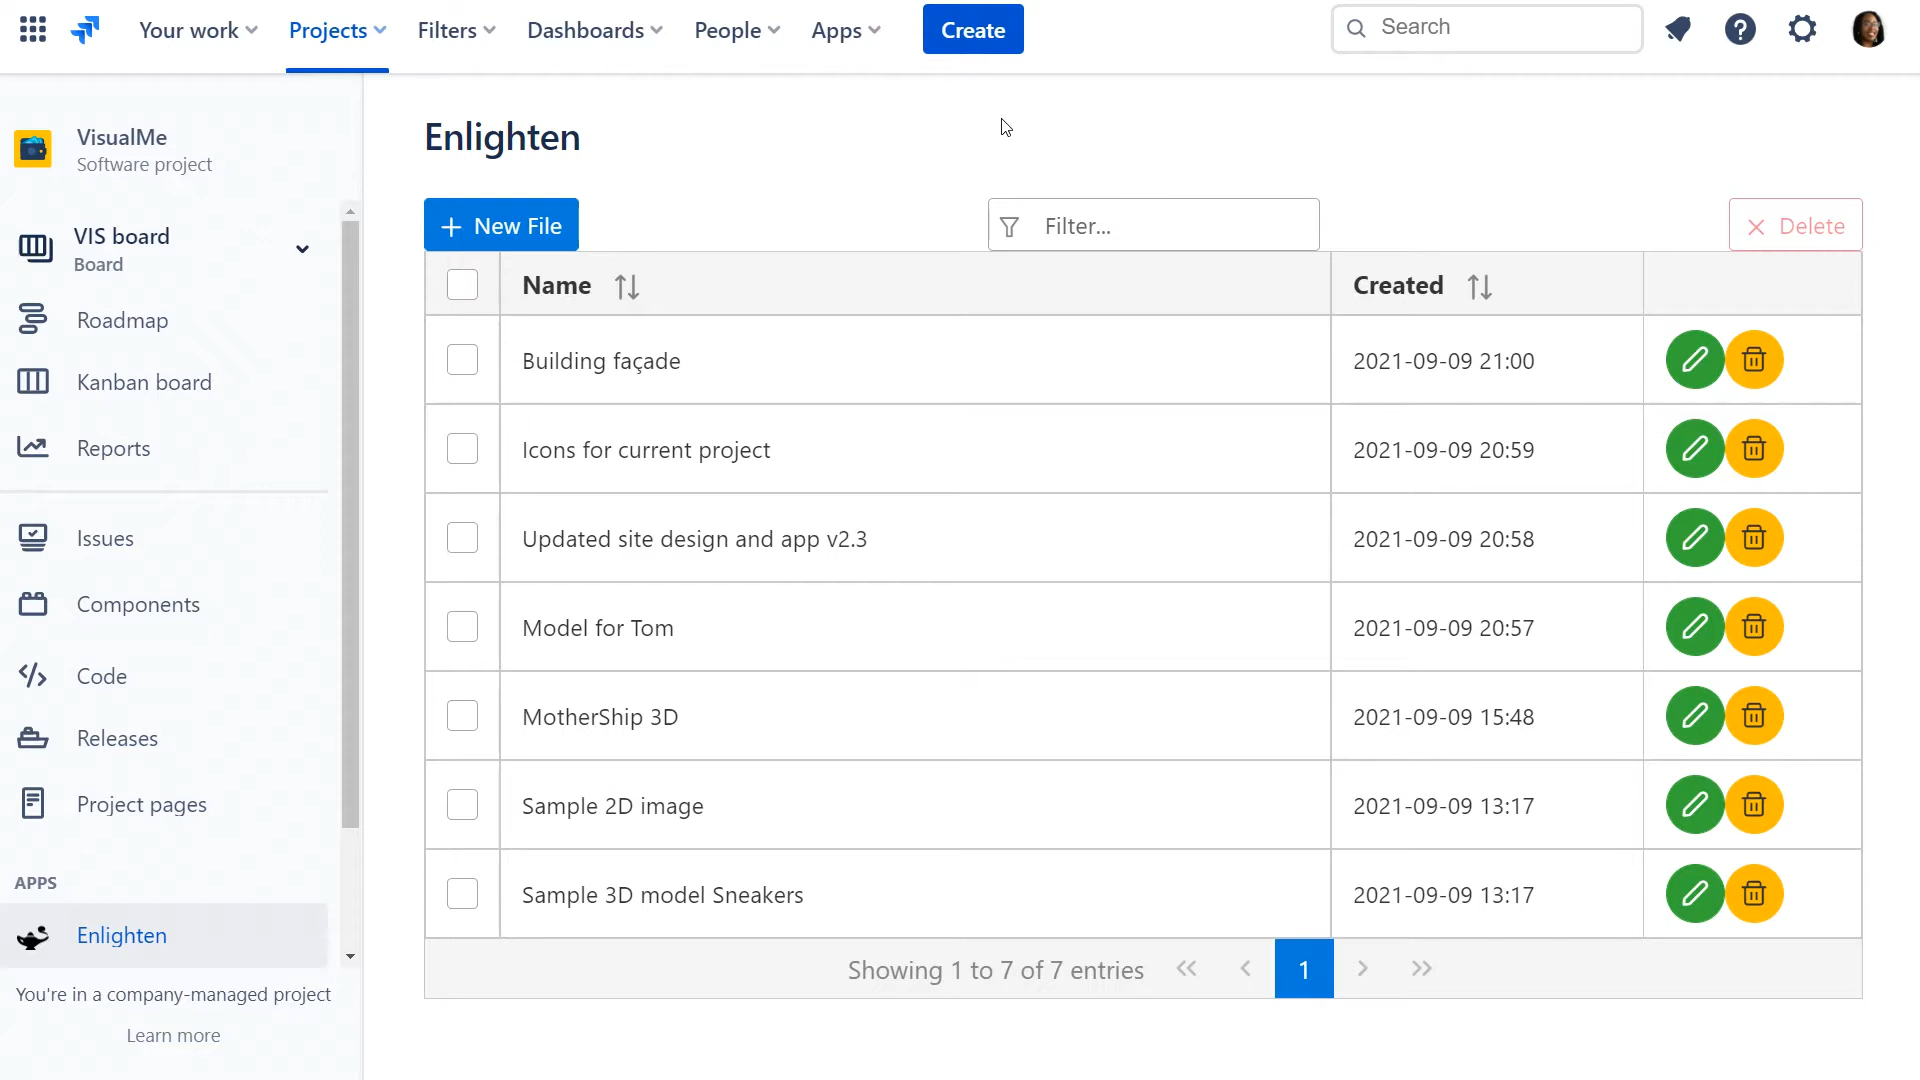 Your work
Projects
Filters
Dashboards
People
Apps
Create
Search
VisualMe
Software project
VIS board
Board
Roadmap
Kanban board
Reports
Issues
Components
Code
Releases
Project pages
APPS
Enlighten
You're in a company-managed project
Learn more
Enlighten
New File
Filter...
Delete
Name
Created
Building façade
2021-09-09 21:00
Icons for current project
2021-09-09 20:59
Updated site design and app v2.3
2021-09-09 20:58
Model for Tom
2021-09-09 20:57
MotherShip 3D
2021-09-09 15:48
Sample 2D image
2021-09-09 13:17
Sample 3D model Sneakers
2021-09-09 13:17
Showing 1 to 7 of 7 entries
1